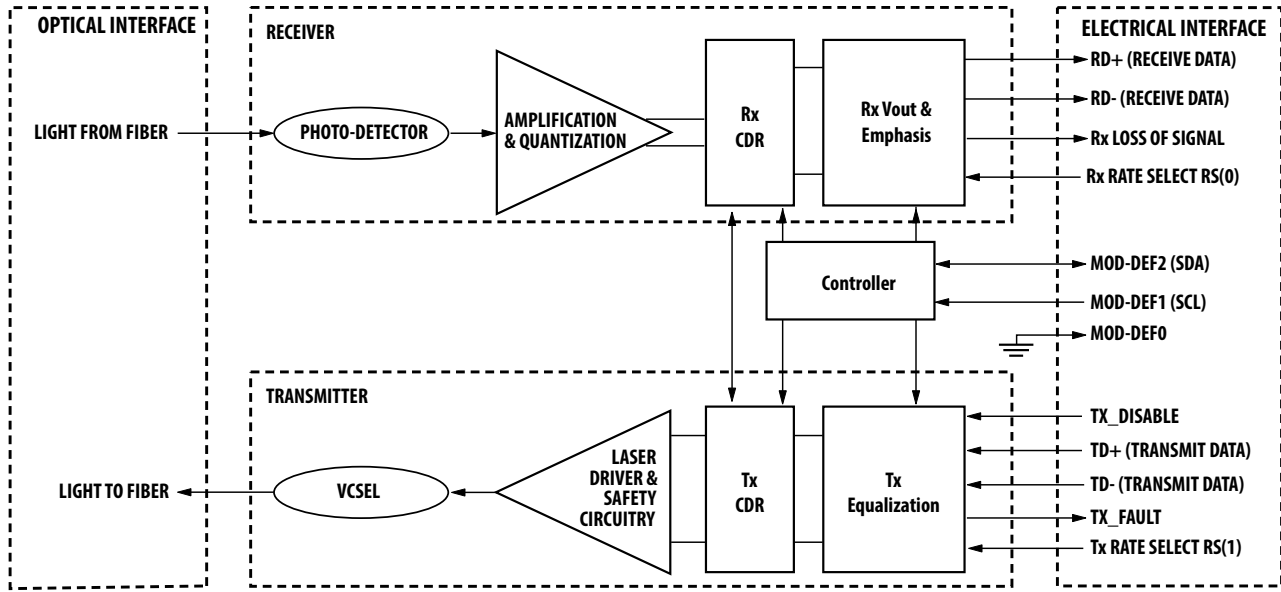 OPTICAL INTERFACE
RECEIVER
ELECTRICAL INTERFACE
LIGHT FROM FIBER
PHOTO-DETECTOR
AMPLIFICATION
& QUANTIZATION
Rx
CDR
Rx Vout &
Emphasis
RD+ (RECEIVE DATA)
RD- (RECEIVE DATA)
Rx LOSS OF SIGNAL
Rx RATE SELECT RS(0)
Controller
MOD-DEF2 (SDA)
MOD-DEF1 (SCL)
MOD-DEF0
TRANSMITTER
LIGHT TO FIBER
VCSEL
LASER
DRIVER &
SAFETY
CIRCUITRY
Tx
CDR
Tx
Equalization
TX_DISABLE
TD+ (TRANSMIT DATA)
TD- (TRANSMIT DATA)
TX_FAULT
Tx RATE SELECT RS(1)